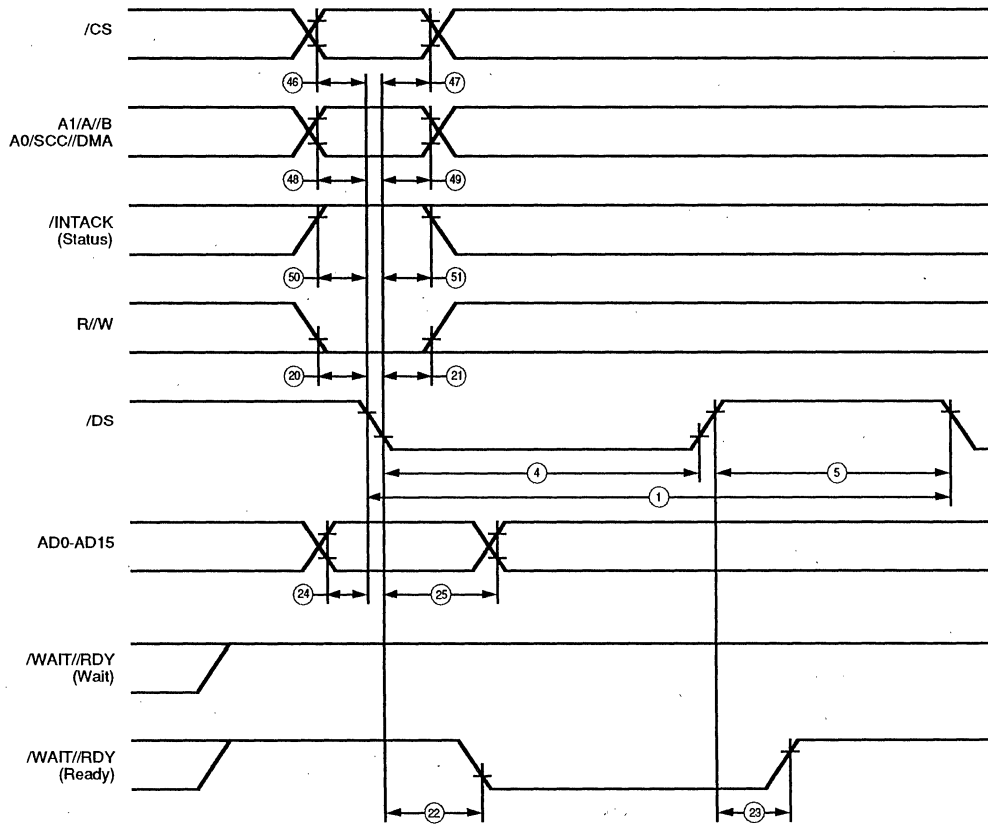 /CS
46
47
A1/A//B
A0/SCC//DMA
48
49
/INTACK
(Status)
50
51
R//W
20
21
/DS
4
5
1
AD0-AD15
24
25
/WAIT//RDY
(Wait)
/WAIT//RDY
(Ready)
22
23